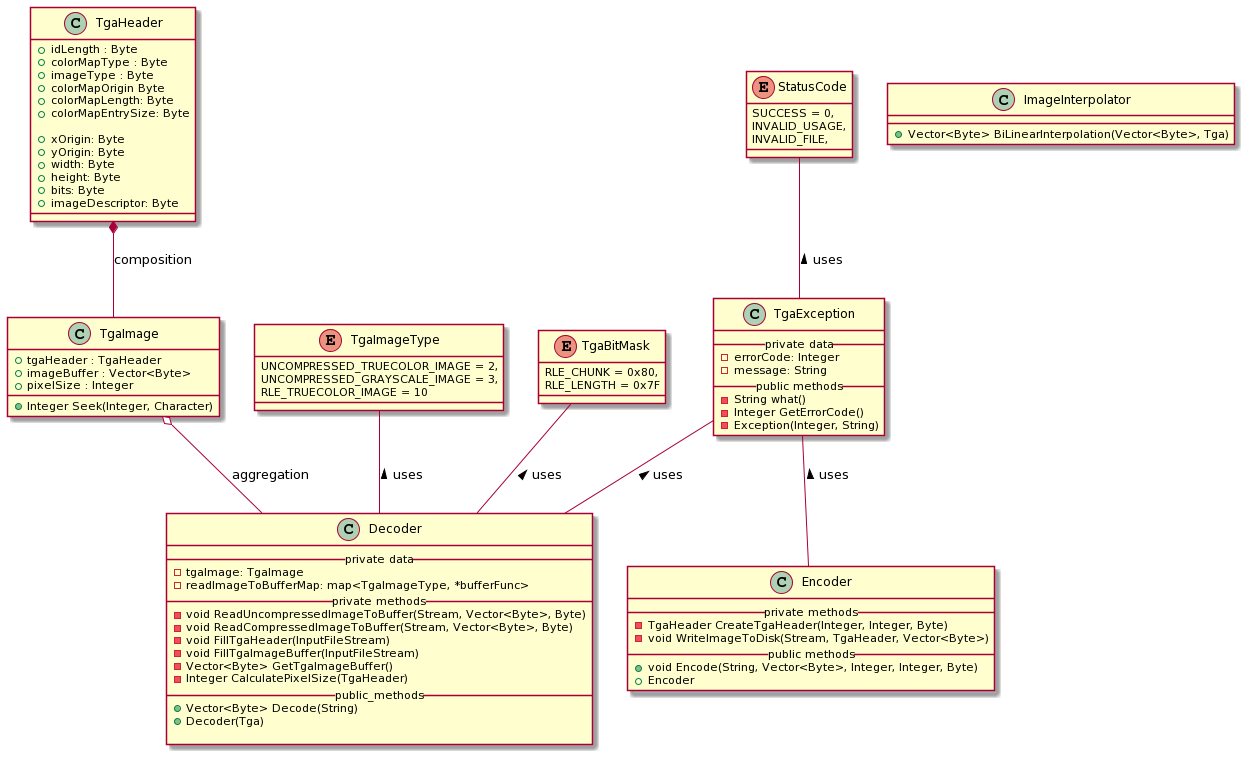 C TgaHeader
idLength : Byte
colorMapType : Byte
imageType : Byte
colorMapOrigin Byte
colorMapLength: Byte
colorMapEntrySize: Byte
xOrigin: Byte
yOrigin: Byte
width: Byte
height: Byte
bits: Byte
imageDescriptor: Byte
E StatusCode
SUCCESS = 0,
INVALID_USAGE,
INVALID_FILE,
C ImageInterpolator
Vector<Byte> BiLinearInterpolation(Vector<Byte>, Tga)
composition
uses
C TgaImage
tgaHeader : TgaHeader
imageBuffer : Vector<Byte>
pixelSize : Integer
Integer Seek(Integer, Character)
E TgaImageType
UNCOMPRESSED_TRUECOLOR_IMAGE = 2,
UNCOMPRESSED_GRAYSCALE_IMAGE = 3,
RLE_TRUECOLOR_IMAGE = 10
E TgaBitMask
RLE_CHUNK = 0x80,
RLE_LENGTH = 0x7F
C TgaException
private data
errorCode: Integer
message: String
public methods
String what()
Integer GetErrorCode()
Exception(Integer, String)
aggregation
uses
uses
uses
uses
C Decoder
private data
tgaImage: TgaImage
readImageToBufferMap: map<TgaImageType, *bufferFunc>
private methods
void ReadUncompressedImageToBuffer(Stream, Vector<Byte>, Byte)
void ReadCompressedImageToBuffer(Stream, Vector<Byte>, Byte)
void FillTgaHeader(InputFileStream)
void FillTgaImageBuffer(InputFileStream)
Vector<Byte> GetTgaImageBuffer()
Integer CalculatePixelSize(TgaHeader)
public_methods
Vector<Byte> Decode(String)
Decoder(Tga)
C Encoder
private methods
TgaHeader CreateTgaHeader(Integer, Integer, Byte)
void WriteImageToDisk(Stream, TgaHeader, Vector<Byte>)
public methods
void Encode(String, Vector<Byte>, Integer, Integer, Byte)
Encoder